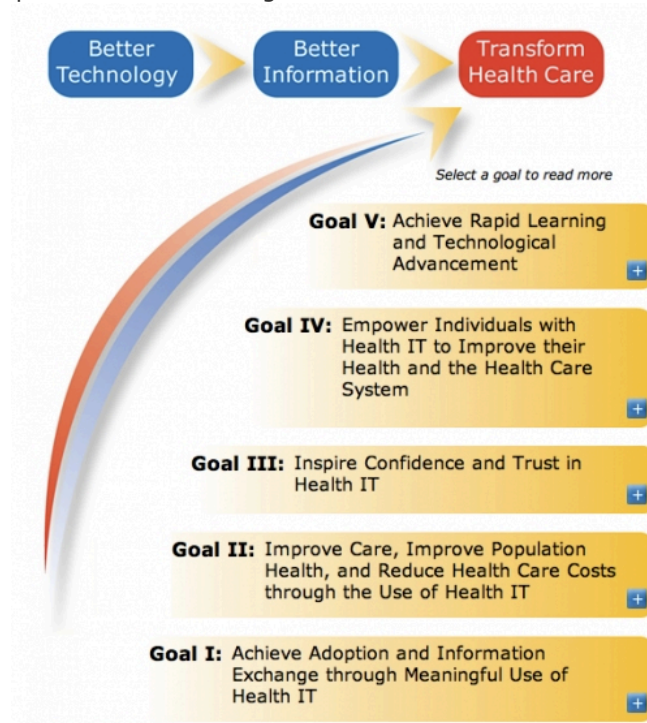 Better
Technology
Better
Information
Transform
Health Care
Select a goal to read more
Goal V: Achieve Rapid Learning
and Technological
Advancement
+
Goal IV: Empower Individuals with
Health IT to Improve their
Health and the Health Care
System
+
Goal III: Inspire Confidence and Trust in
Health IT
+
Goal II: Improve Care, Improve Population
Health, and Reduce Health Care Costs
through the Use of Health IT
+
Goal I: Achieve Adoption and Information
Exchange through Meaningful Use of
Health IT
+